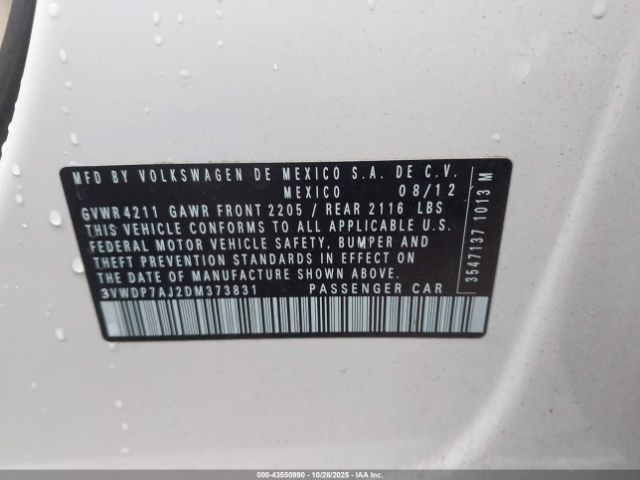 MFD BY VOLKSWAGEN DE MEXICO S.A. DE C.V.
MEXICO 08/12
GVWR 4211 GAWR FRONT 2205 / REAR 2116 LBS
THIS VEHICLE CONFORMS TO ALL APPLICABLE U.S.
FEDERAL MOTOR VEHICLE SAFETY, BUMPER AND
THEFT PREVENTION STANDARDS IN EFFECT ON
THE DATE OF MANUFACTURE SHOWN ABOVE.
3VWDP7AJ2DM373831 PASSENGER CAR
3547137 1013 M
000-43550990 | 10/28/2025 | IAAI.COM